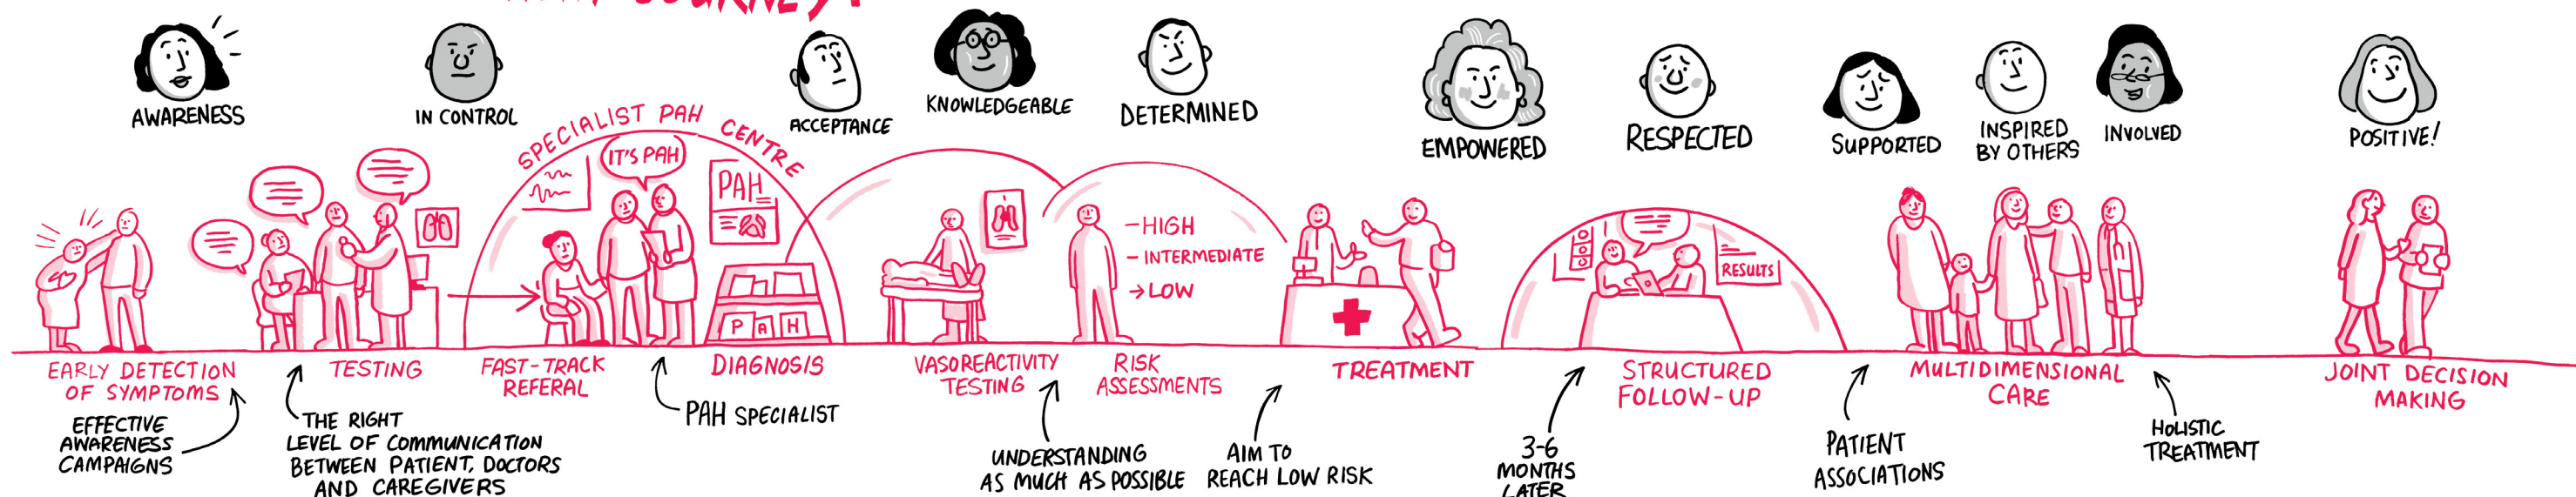 JOURNEY!
AWARENESS
IN CONTROL
ACCEPTANCE
KNOWLEDGEABLE
DETERMINED
EMPOWERED
RESPECTED
SUPPORTED
INSPIRED
BY OTHERS
INVOLVED
POSITIVE!
SPECIALIST PAH CENTRE
IT'S PAH
PAH
P A H
- HIGH
- INTERMEDIATE
→ LOW
RESULTS
EARLY DETECTION
OF SYMPTOMS
TESTING
FAST-TRACK
REFERAL
DIAGNOSIS
VASOREACTIVITY
TESTING
RISK
ASSESSMENTS
TREATMENT
STRUCTURED
FOLLOW-UP
MULTIDIMENSIONAL
CARE
JOINT DECISION
MAKING
EFFECTIVE
AWARENESS
CAMPAIGNS
THE RIGHT
LEVEL OF COMMUNICATION
BETWEEN PATIENT, DOCTORS
AND CAREGIVERS
PAH SPECIALIST
UNDERSTANDING
AS MUCH AS POSSIBLE
AIM TO
REACH LOW RISK
3-6
MONTHS
LATER
PATIENT
ASSOCIATIONS
HOLISTIC
TREATMENT